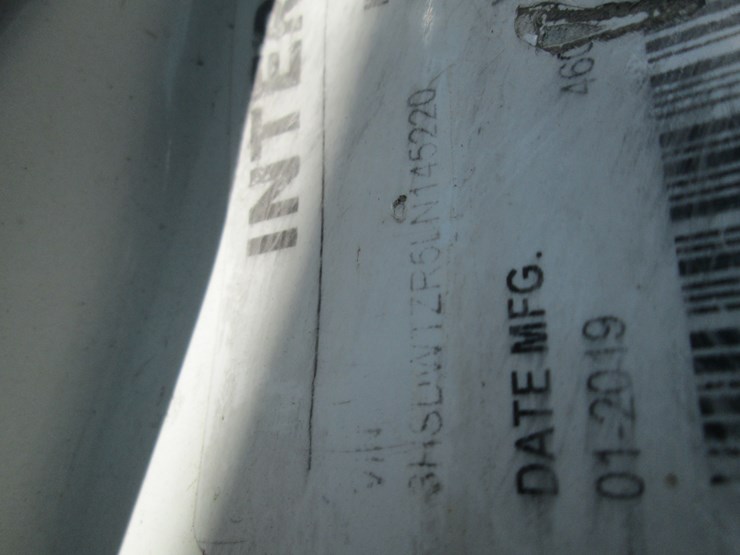 INTER
VIN
3HSDWTZR5LN145220
DATE MFG.
01-2019